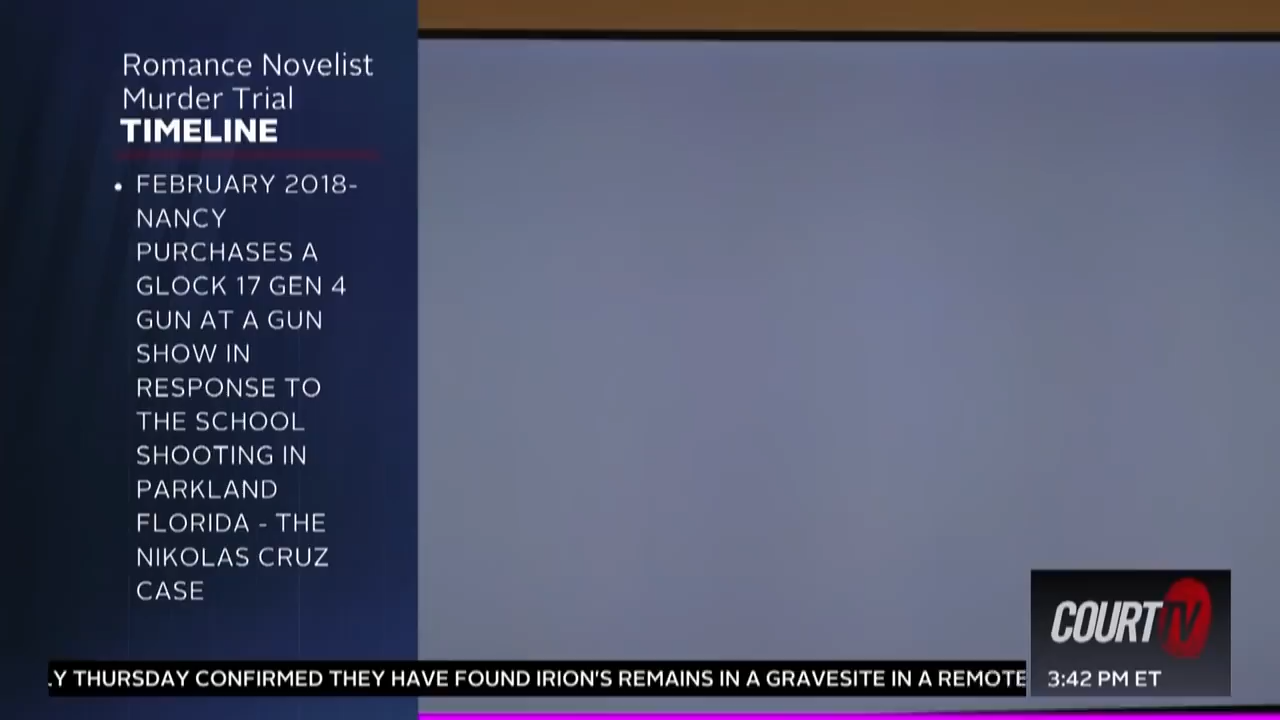 Romance Novelist
Murder Trial
TIMELINE
• FEBRUARY 2018-
NANCY
PURCHASES A
GLOCK 17 GEN 4
GUN AT A GUN
SHOW IN
RESPONSE TO
THE SCHOOL
SHOOTING IN
PARKLAND
FLORIDA - THE
NIKOLAS CRUZ
CASE
COURT TV
.Y THURSDAY CONFIRMED THEY HAVE FOUND IRION'S REMAINS IN A GRAVESITE IN A REMOTE
3:42 PM ET